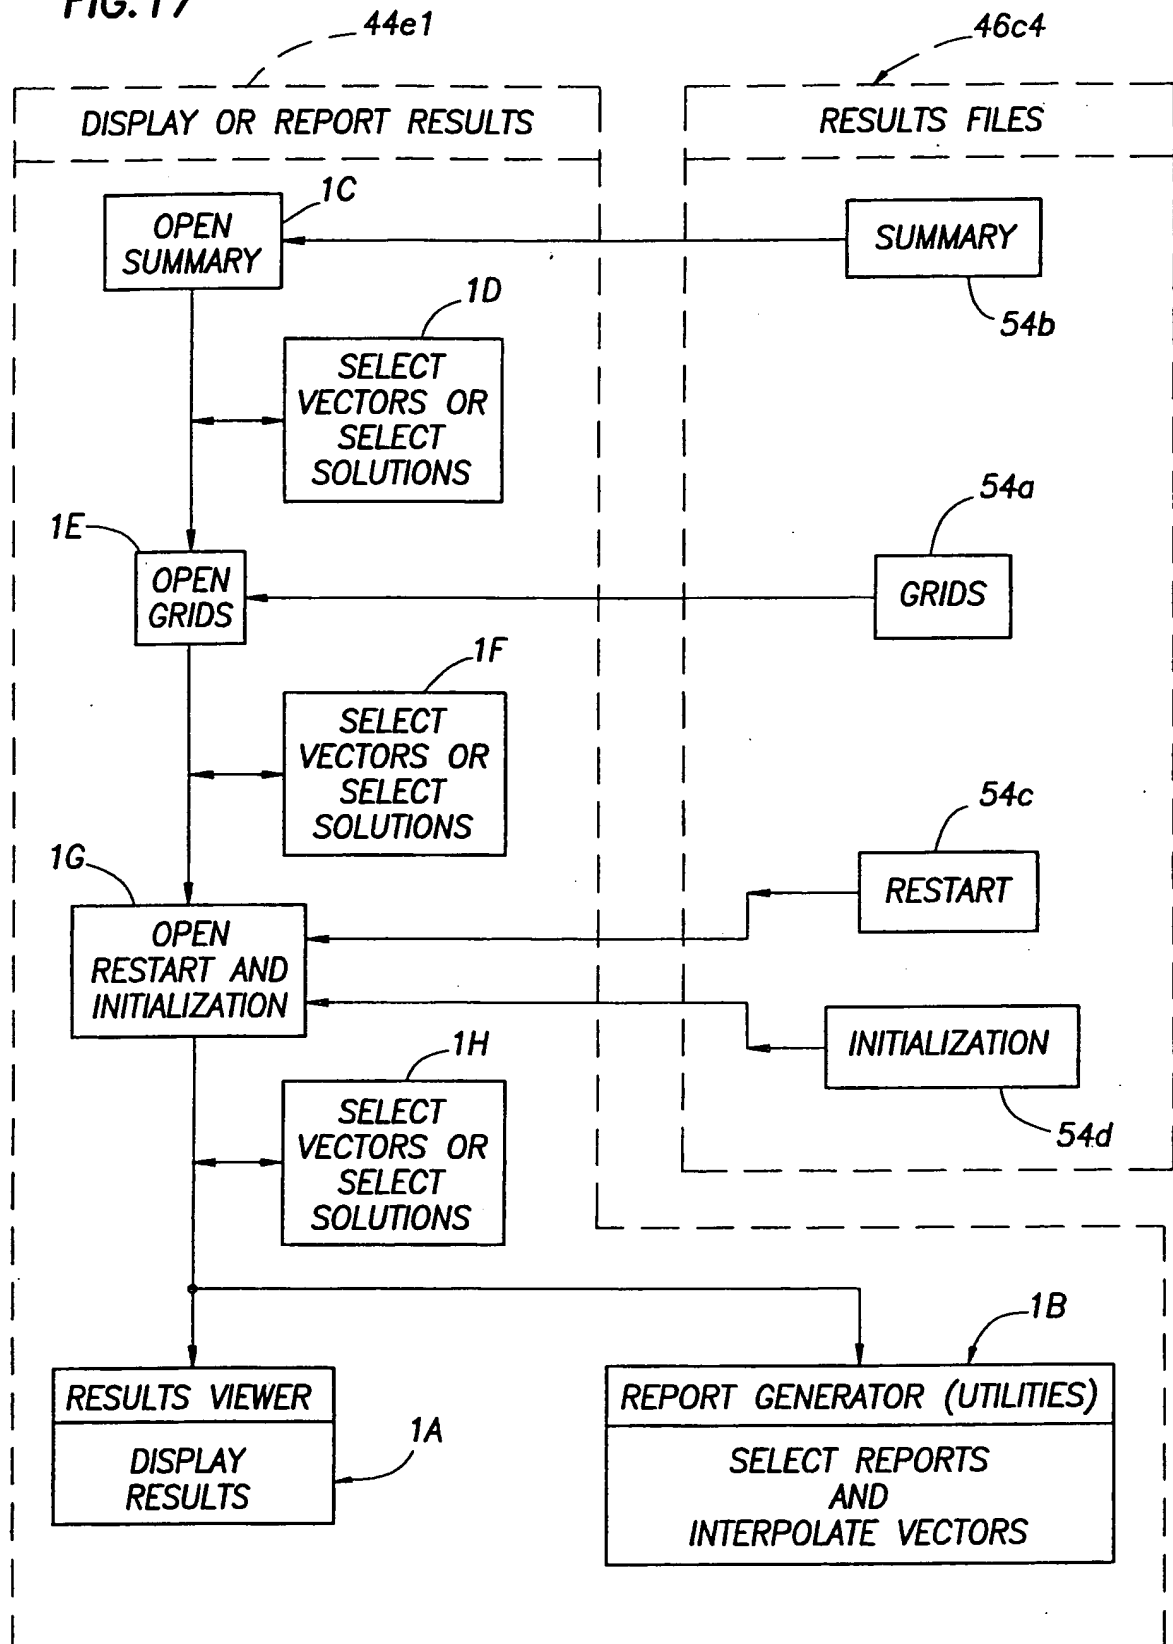 FIG. 17
44e1
46c4
DISPLAY OR REPORT RESULTS
RESULTS FILES
1C
OPEN
SUMMARY
SUMMARY
54b
1D
SELECT
VECTORS OR
SELECT
SOLUTIONS
54a
1E
OPEN
GRIDS
GRIDS
1F
SELECT
VECTORS OR
SELECT
SOLUTIONS
54c
1G
RESTART
OPEN
RESTART AND
INITIALIZATION
INITIALIZATION
54d
1H
SELECT
VECTORS OR
SELECT
SOLUTIONS
1B
RESULTS VIEWER
DISPLAY
RESULTS
1A
REPORT GENERATOR (UTILITIES)
SELECT REPORTS
AND
INTERPOLATE VECTORS